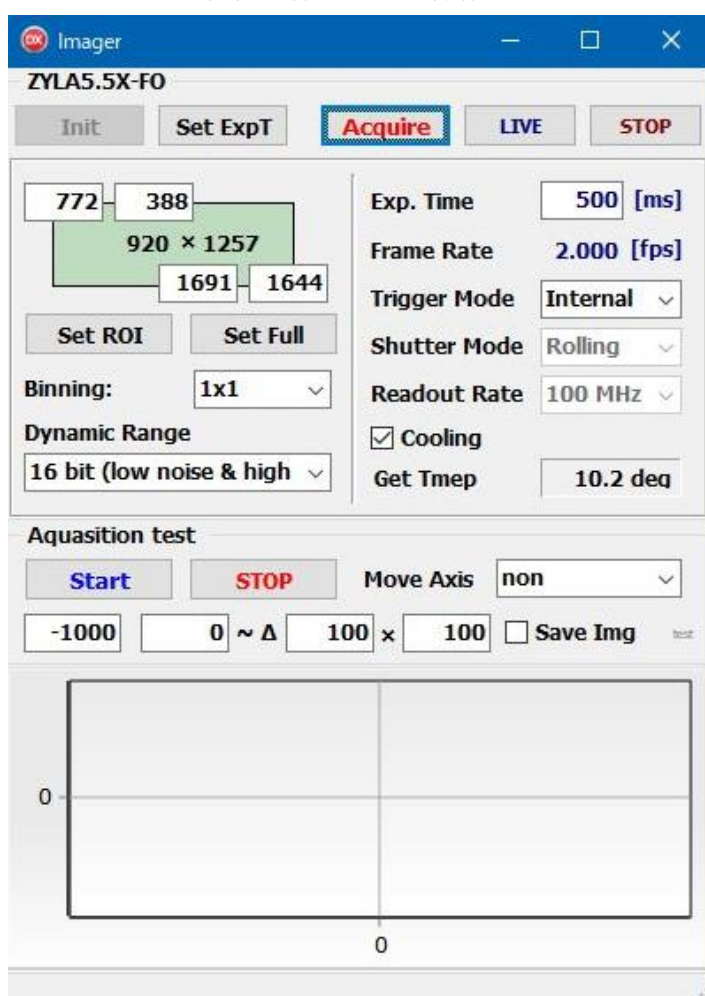 Imager
ZYLA5.5X-FO
Init Set ExpT Acquire LIVE STOP
772 388
920 × 1257
1691 1644
Set ROI Set Full
Binning: 1x1
Dynamic Range
16 bit (low noise & high
Exp. Time 500 [ms]
Frame Rate 2.000 [fps]
Trigger Mode Internal
Shutter Mode Rolling
Readout Rate 100 MHz
Cooling
Get Tmep 10.2 deg
Aquasition test
Start STOP Move Axis non
-1000 0 ~ Δ 100 × 100 Save Img test
0
0